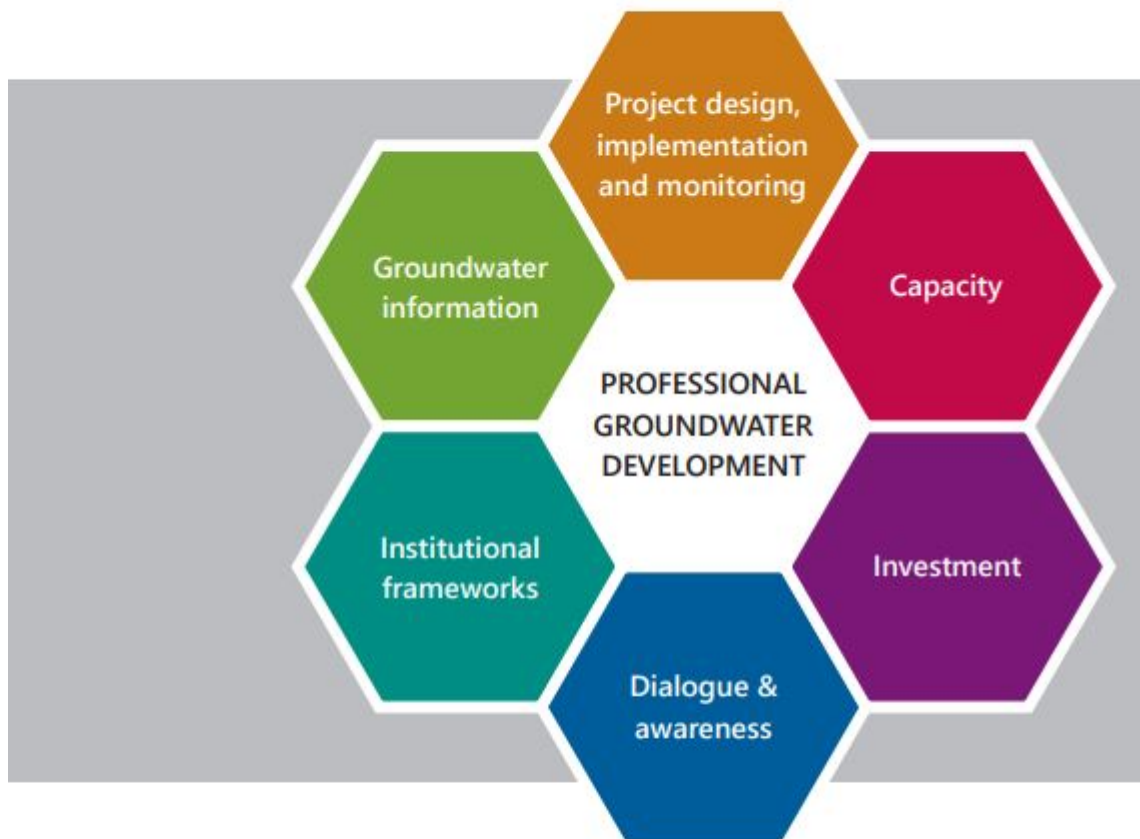 Project design,
implementation
and monitoring
Groundwater
information
Capacity
PROFESSIONAL
GROUNDWATER
DEVELOPMENT
Institutional
frameworks
Investment
Dialogue &
awareness